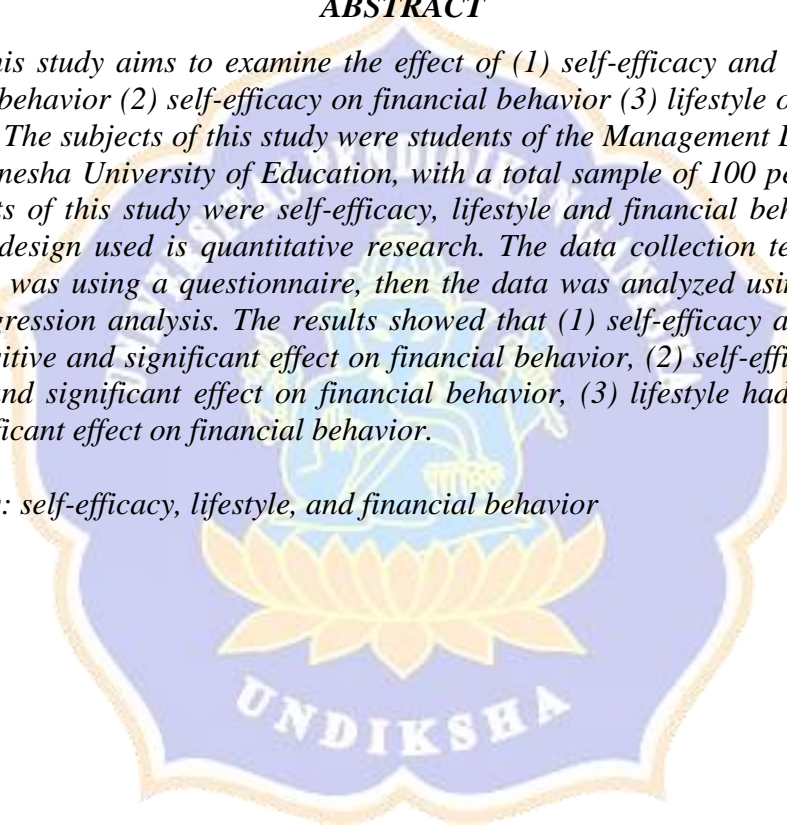 ABSTRACT
his study aims to examine the effect of (1) self-efficacy and
behavior (2) self-efficacy on financial behavior (3) lifestyle o
The subjects of this study were students of the Management
nesha University of Education, with a total sample of 100 pe
ts of this study were self-efficacy, lifestyle and financial beh
design used is quantitative research. The data collection te
was using a questionnaire, then the data was analyzed usin
gression analysis. The results showed that (1) self-efficacy a
itive and significant effect on financial behavior, (2) self-effi
nd significant effect on financial behavior, (3) lifestyle had
ficant effect on financial behavior.
: self-efficacy, lifestyle, and financial behavior
UNDIKSHA